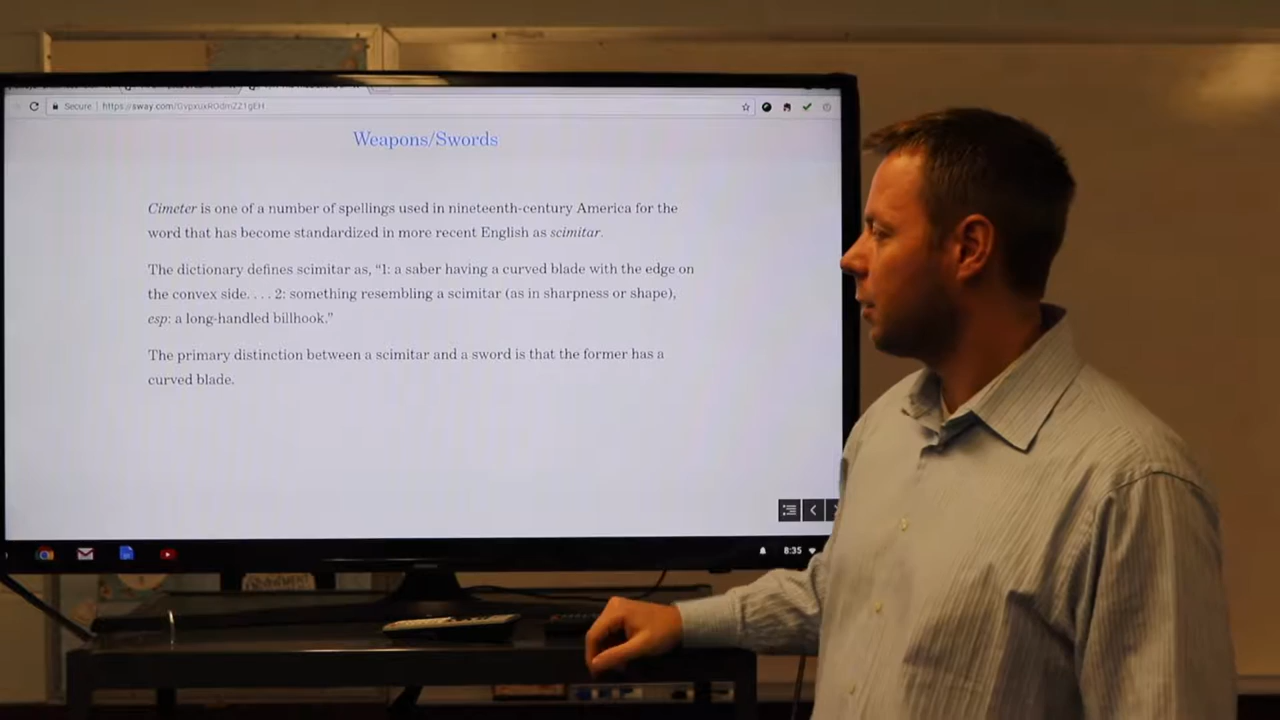 Secure
Weapons/Swords
Cimeter is one of a number of spellings used in nineteenth-century America for the
word that has become standardized in more recent English as scimitar.
The dictionary defines scimitar as, “1: a saber having a curved blade with the edge on
the convex side. . . . 2: something resembling a scimitar (as in sharpness or shape),
esp: a long-handled billhook.”
The primary distinction between a scimitar and a sword is that the former has a
curved blade.
8:35